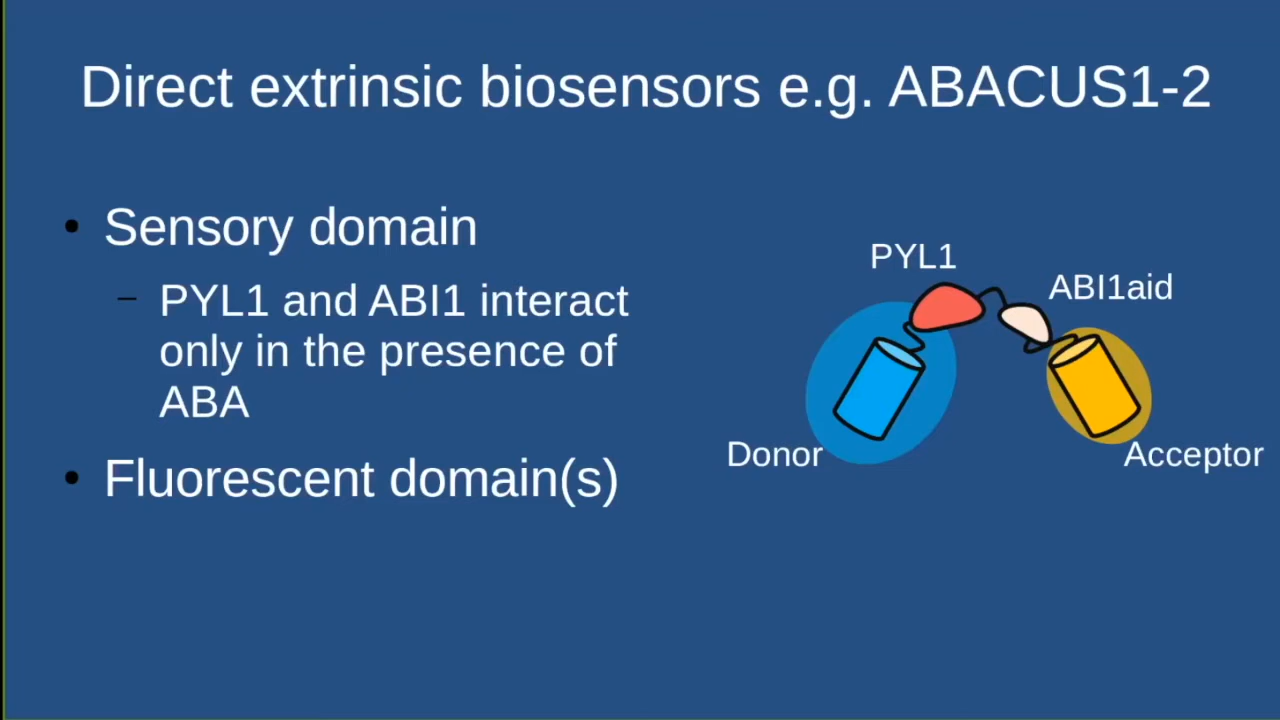 Direct extrinsic biosensors e.g. ABACUS1-2
• Sensory domain
– PYL1 and ABI1 interact
only in the presence of
ABA
• Fluorescent domain(s)
PYL1
ABI1aid
Donor
Acceptor